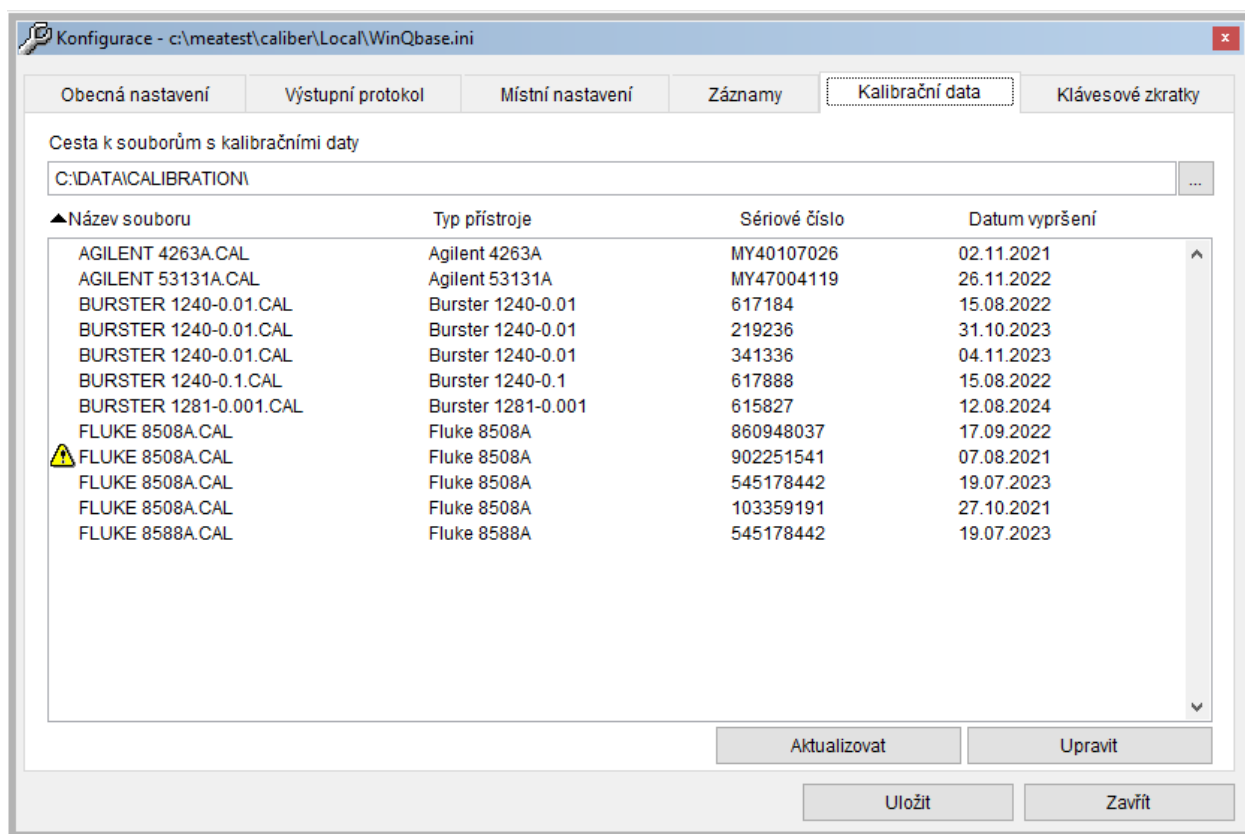 Konfigurace - c:\meatest\caliber\Local\WinQbase.ini x
Obecná nastavení Výstupní protokol Místní nastavení Záznamy Kalibrační data Klávesové zkratky
Cesta k souborům s kalibračními daty
C:\DATA\CALIBRATION\ ...
Název souboru Typ přístroje Sériové číslo Datum vypršení
AGILENT 4263A.CAL Agilent 4263A MY40107026 02.11.2021
AGILENT 53131A.CAL Agilent 53131A MY47004119 26.11.2022
BURSTER 1240-0.01.CAL Burster 1240-0.01 617184 15.08.2022
BURSTER 1240-0.01.CAL Burster 1240-0.01 219236 31.10.2023
BURSTER 1240-0.01.CAL Burster 1240-0.01 341336 04.11.2023
BURSTER 1240-0.1.CAL Burster 1240-0.1 617888 15.08.2022
BURSTER 1281-0.001.CAL Burster 1281-0.001 615827 12.08.2024
FLUKE 8508A.CAL Fluke 8508A 860948037 17.09.2022
FLUKE 8508A.CAL Fluke 8508A 902251541 07.08.2021
FLUKE 8508A.CAL Fluke 8508A 545178442 19.07.2023
FLUKE 8508A.CAL Fluke 8508A 103359191 27.10.2021
FLUKE 8588A.CAL Fluke 8588A 545178442 19.07.2023
Aktualizovat Upravit
Uložit Zavřít